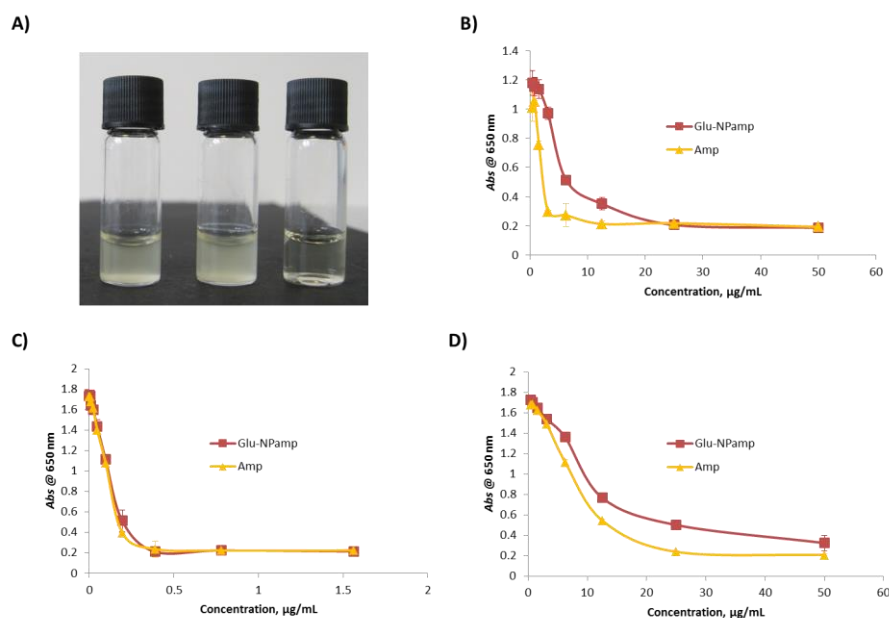 A)
B)
1.4
1.2
1
0.8
0.6
0.4
0.2
0
Abs @ 650 nm
Glu-NPamp
Amp
0 10 20 30 40 50 60
Concentration, µg/mL
C)
2
1.8
1.6
1.4
1.2
1
0.8
0.6
0.4
0.2
0
Abs @ 650 nm
Glu-NPamp
Amp
0 0.5 1 1.5 2
Concentration, µg/mL
D)
2
1.8
1.6
1.4
1.2
1
0.8
0.6
0.4
0.2
0
Abs @ 650 nm
Glu-NPamp
Amp
0 10 20 30 40 50 60
Concentration, µg/mL